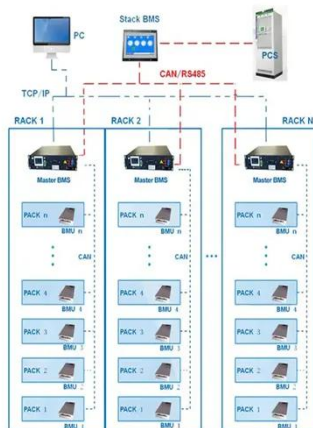 PC
Stack BMS
PCS
CAN/RS485
TCP/IP
RACK 1
RACK 2
RACK N
Master BMS
Master BMS
Master BMS
PACK n
BMU n
PACK n
BMU n
PACK n
BMU n
CAN
CAN
CAN
...
PACK 4
BMU 4
PACK 4
BMU 4
PACK 4
BMU 4
PACK 3
BMU 3
PACK 3
BMU 3
PACK 3
BMU 3
PACK 2
BMU 2
PACK 2
BMU 2
PACK 2
BMU 2
PACK 1
BMU
PACK 1
BMU
PACK 1
BMU